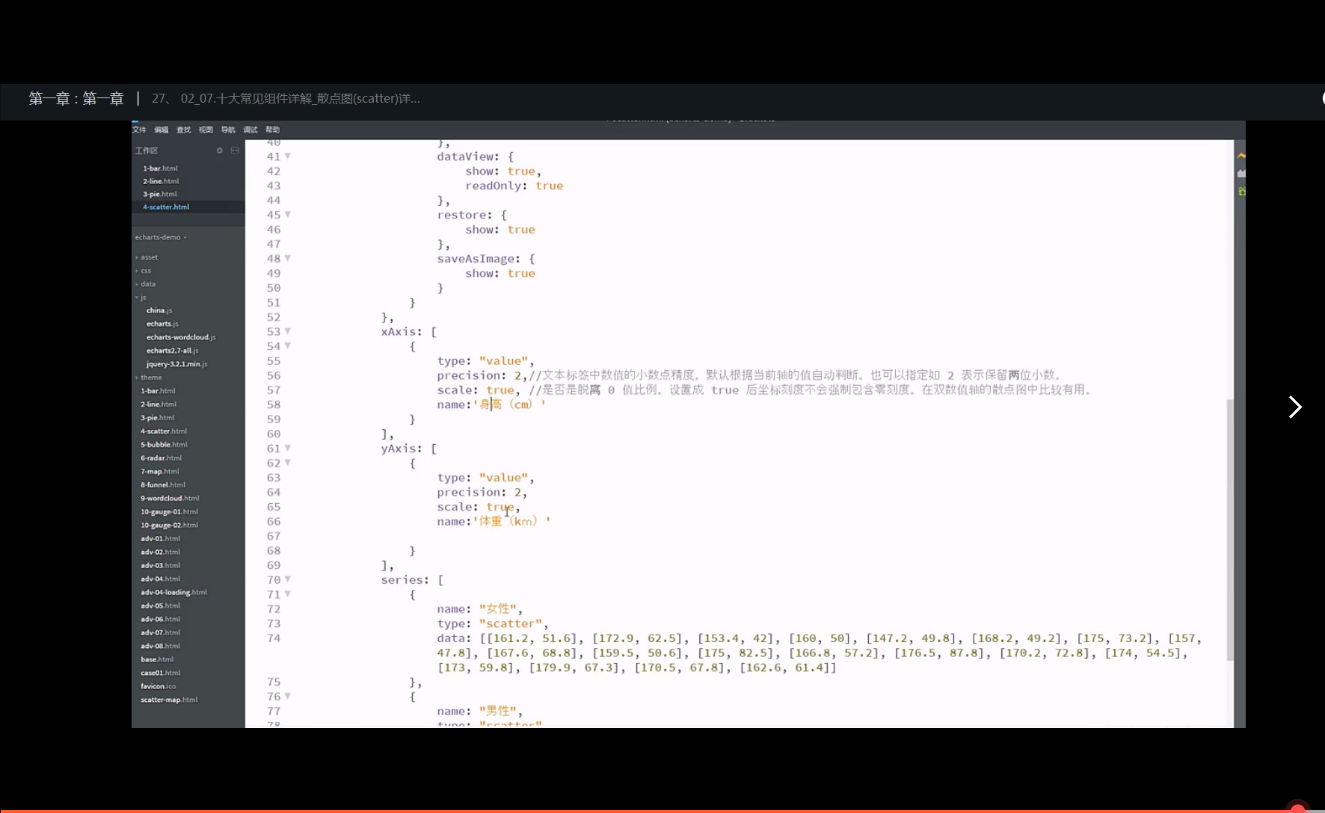 第一章：第一章 | 27、 02_07.十大常见组件详解_散点图(scatter)详...
文件 编辑 查找 视图 导航 调试 帮助
工作区
1-bar.html
2-line.html
3-pie.html
4-scatter.html
echarts-demo
asset
css
data
js
china.js
echarts.js
echarts-wordcloud.js
echarts2.7-all.js
jquery-3.2.1.min.js
theme
1-bar.html
2-line.html
3-pie.html
4-scatter.html
5-bubble.html
6-radar.html
7-map.html
8-funnel.html
9-wordcloud.html
10-gauge-01.html
10-gauge-02.html
adv-01.html
adv-02.html
adv-03.html
adv-04.html
adv-04-loading.html
adv-05.html
adv-06.html
adv-07.html
adv-08.html
base.html
case01.html
favicon.ico
scatter-map.html
40 },
41 dataView: {
42 show: true,
43 readOnly: true
44 },
45 restore: {
46 show: true
47 },
48 saveAsImage: {
49 show: true
50 }
51 }
52 },
53 xAxis: [
54 {
55 type: "value",
56 precision: 2,//文本标签中数值的小数点精度。默认根据当前轴的值自动判断。也可以指定如 2 表示保留两位小数。
57 scale: true, //是否是脱离 0 值比例。设置成 true 后坐标刻度不会强制包含零刻度。在双数值轴的散点图中比较有用。
58 name:'身高（cm）'
59 }
60 ],
61 yAxis: [
62 {
63 type: "value",
64 precision: 2,
65 scale: true,
66 name:'体重（km）'
67
68 }
69 ],
70 series: [
71 {
72 name: "女性",
73 type: "scatter",
74 data: [[161.2, 51.6], [172.9, 62.5], [153.4, 42], [160, 50], [147.2, 49.8], [168.2, 49.2], [175, 73.2], [157,
47.8], [167.6, 68.8], [159.5, 50.6], [175, 82.5], [166.8, 57.2], [176.5, 87.8], [170.2, 72.8], [174, 54.5],
[173, 59.8], [179.9, 67.3], [170.5, 67.8], [162.6, 61.4]]
75 },
76 {
77 name: "男性",
78 type: "scatter"